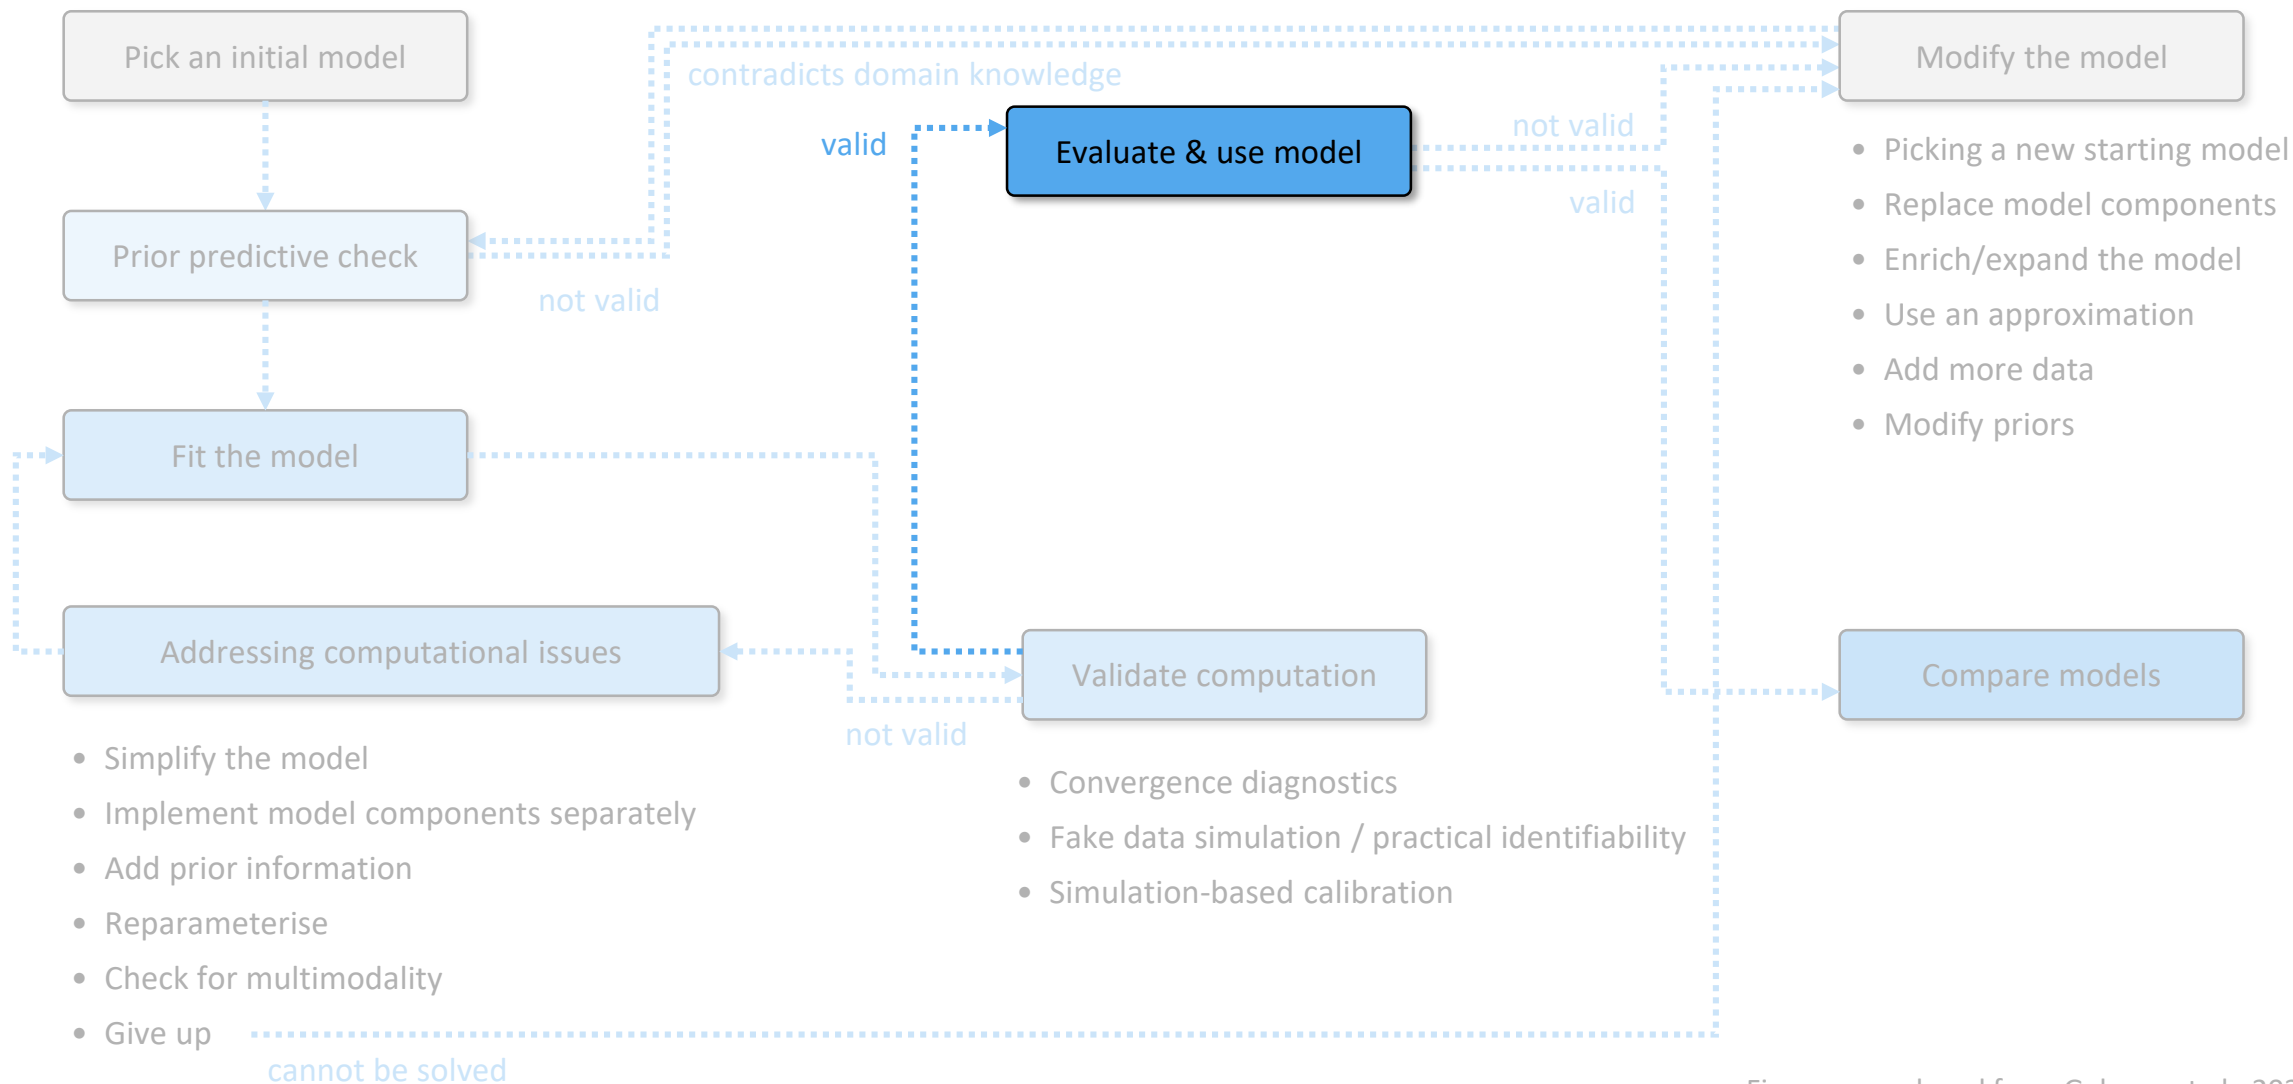 Pick an initial model
contradicts domain knowledge
Modify the model
valid
Evaluate & use model
not valid
valid
• Picking a new starting model
• Replace model components
• Enrich/expand the model
• Use an approximation
• Add more data
• Modify priors
Prior predictive check
not valid
Fit the model
Addressing computational issues
Validate computation
Compare models
not valid
• Simplify the model
• Implement model components separately
• Add prior information
• Reparameterise
• Check for multimodality
• Give up
cannot be solved
• Convergence diagnostics
• Fake data simulation / practical identifiability
• Simulation-based calibration